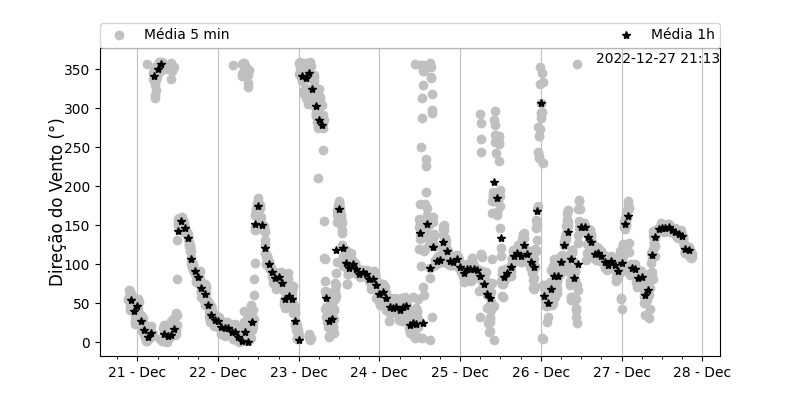 Média 5 min
Média 1h
2022-12-27 21:13
Direção do Vento (°)
350
300
250
200
150
100
50
0
21 - Dec 22 - Dec 23 - Dec 24 - Dec 25 - Dec 26 - Dec 27 - Dec 28 - Dec